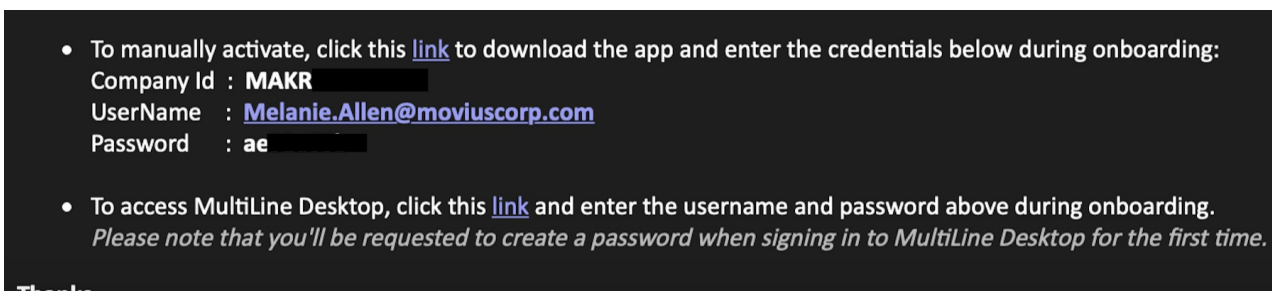 • To manually activate, click this link to download the app and enter the credentials below during onboarding:
Company Id : MAKR
UserName : Melanie.Allen@moviuscorp.com
Password : ae
• To access MultiLine Desktop, click this link and enter the username and password above during onboarding.
Please note that you'll be requested to create a password when signing in to MultiLine Desktop for the first time.